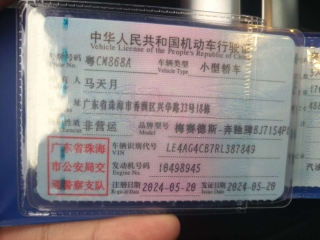 中华人民共和国机动车行驶证
Vehicle License of the People's Republic of China
粤CM868A 车辆类型 Vehicle Type 小型轿车
马天月
广东省珠海市香洲区兴华路33号18栋
非营运 品牌型号 Model 梅赛德斯-奔驰牌BJ7154
广东省珠海市公安局交通警察支队
车辆识别代号 VIN LE4AG4CB7RL387849
发动机号码 Engine No. 10498945
注册日期 Register Date 2024-05-20 发证日期 Issue Date 2024-05-20